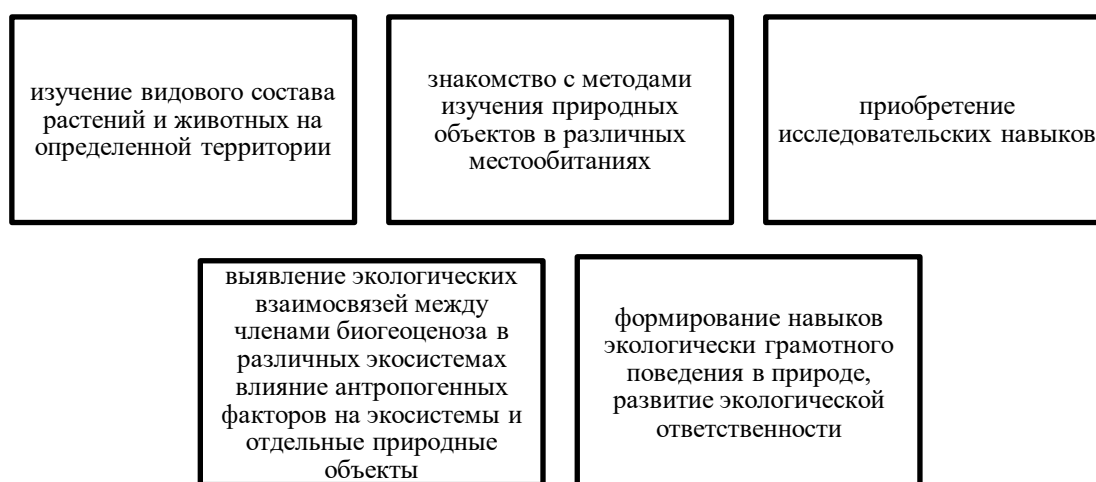 изучение видового состава
растений и животных на
определенной территории
знакомство с методами
изучения природных
объектов в различных
местообитаниях
приобретение
исследовательских навыков
выявление экологических
взаимосвязей между
членами биогеоценоза в
различных экосистемах
влияние антропогенных
факторов на экосистемы и
отдельные природные
объекты
формирование навыков
экологически грамотного
поведения в природе,
развитие экологической
ответственности